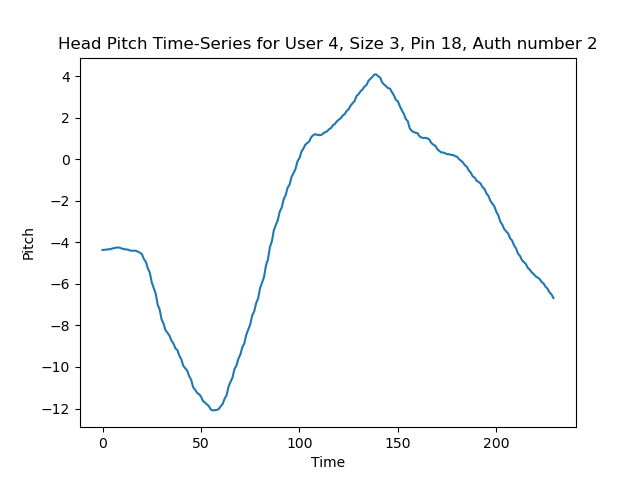 Head Pitch Time-Series for User 4, Size 3, Pin 18, Auth number 2
4
2
0
−2
−4
−6
−8
−10
−12
Pitch
0 50 100 150 200
Time